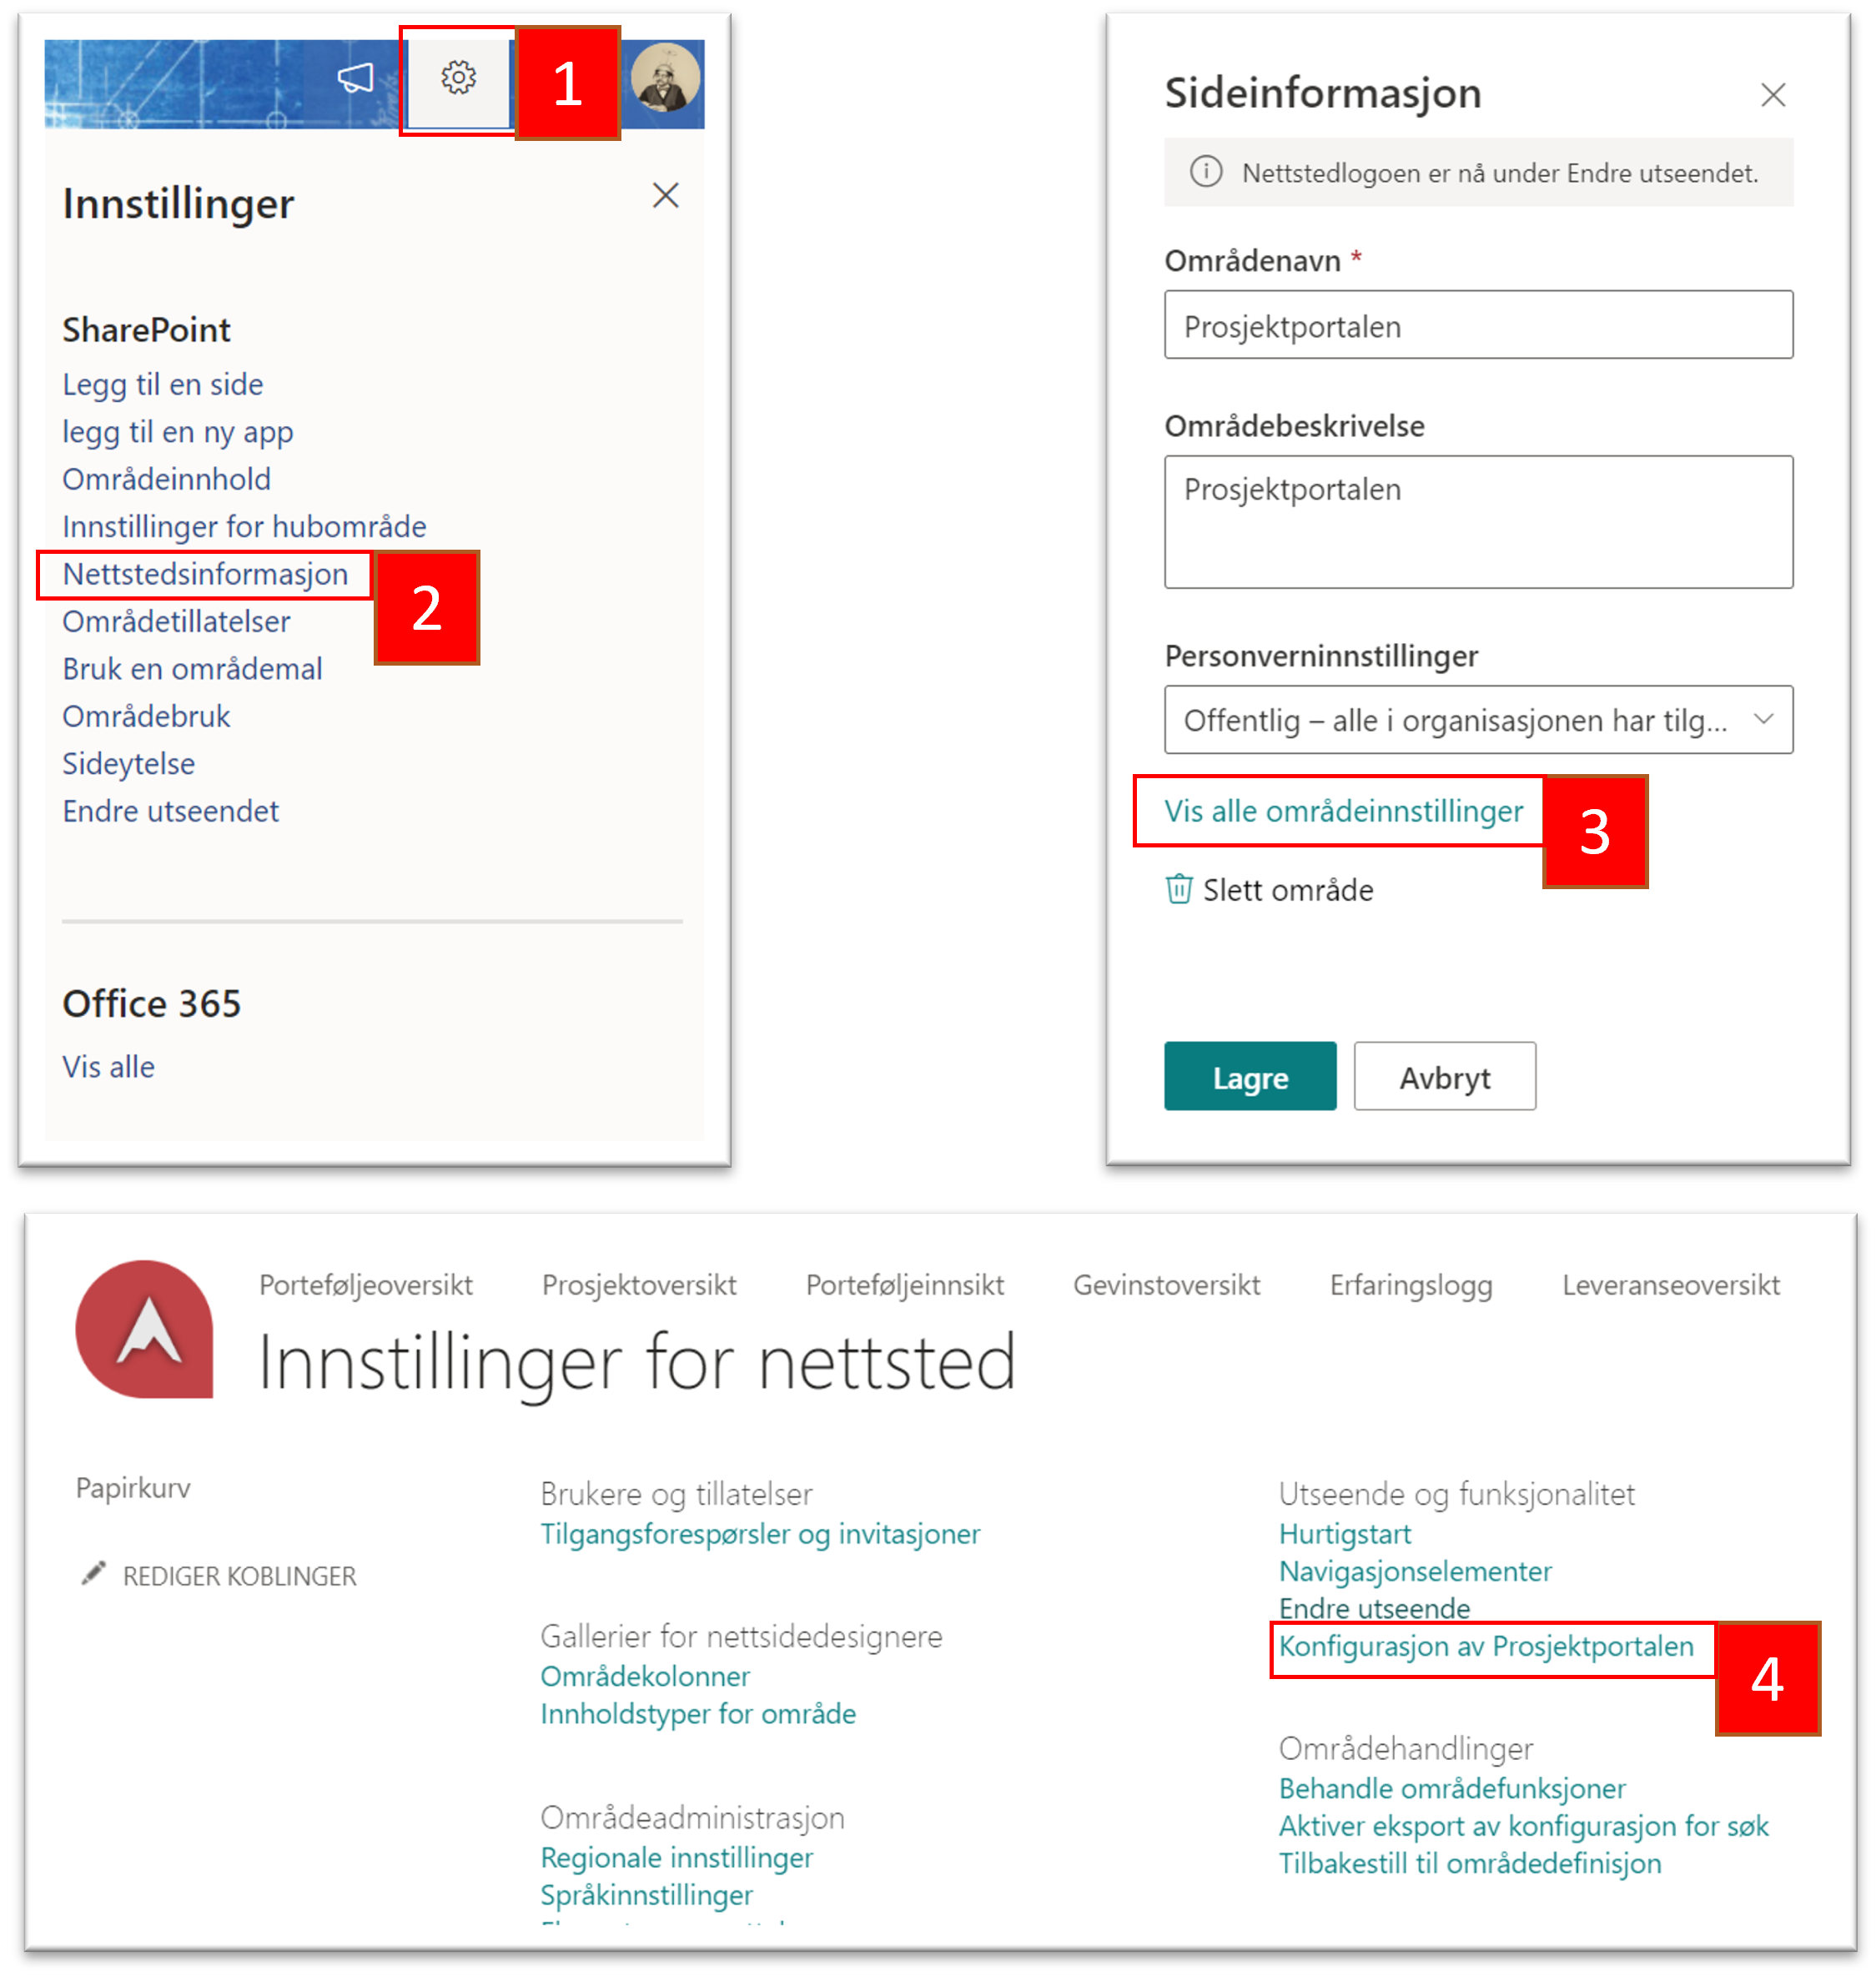 1
Innstillinger
SharePoint
Legg til en side
legg til en ny app
Områdeinnhold
Innstillinger for hubområde
Nettstedsinformasjon
2
Områdetillatelser
Bruk en områdemal
Områdebruk
Sideytelse
Endre utseendet
Office 365
Vis alle
Sideinformasjon
Nettstedlogoen er nå under Endre utseendet.
Områdenavn *
Prosjektportalen
Områdebeskrivelse
Prosjektportalen
Personverninnstillinger
Offentlig – alle i organisasjonen har tilg...
Vis alle områdeinnstillinger
3
Slett område
Lagre Avbryt
Porteføljeoversikt Prosjektoversikt Porteføljeinnsikt Gevinstoversikt Erfaringslogg Leveranseoversikt
Innstillinger for nettsted
Papirkurv
REDIGER KOBLINGER
Brukere og tillatelser
Tilgangsforespørsler og invitasjoner
Gallerier for nettsidedesignere
Områdekolonner
Innholdstyper for område
Områdeadministrasjon
Regionale innstillinger
Språkinnstillinger
Utseende og funksjonalitet
Hurtigstart
Navigasjonselementer
Endre utseende
Konfigurasjon av Prosjektportalen
4
Områdehandlinger
Behandle områdefunksjoner
Aktiver eksport av konfigurasjon for søk
Tilbakestill til områdedefinisjon